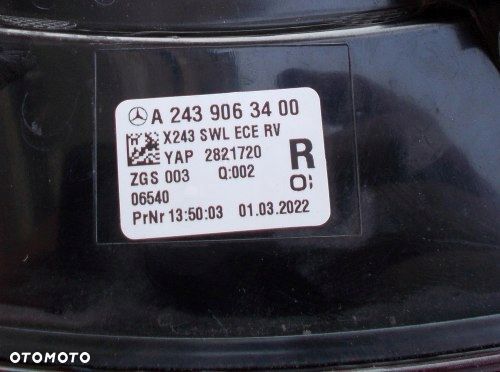 A 243 906 34 00
X243 SWL ECE RV
YAP 2821720
R
ZGS 003 Q:002
06540
PrNr 13:50:03 01.03.2022
OTOMOTO